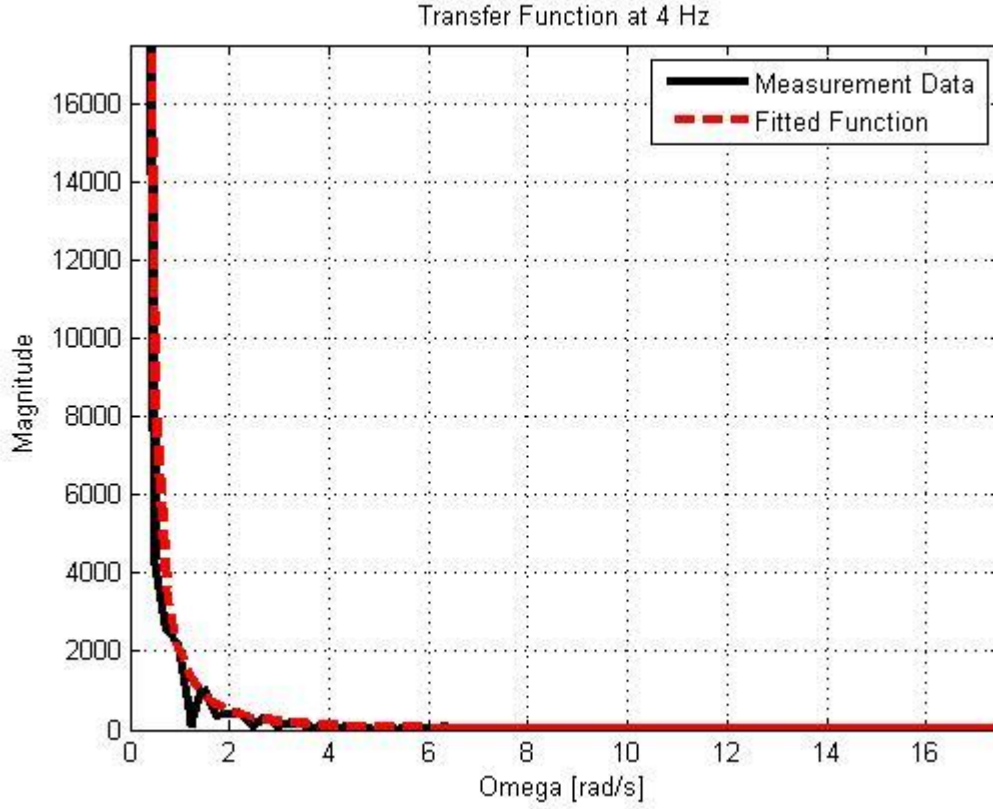 Transfer Function at 4 Hz
Measurement Data
Fitted Function
Magnitude
16000
14000
12000
10000
8000
6000
4000
2000
0
0 2 4 6 8 10 12 14 16
Omega [rad/s]